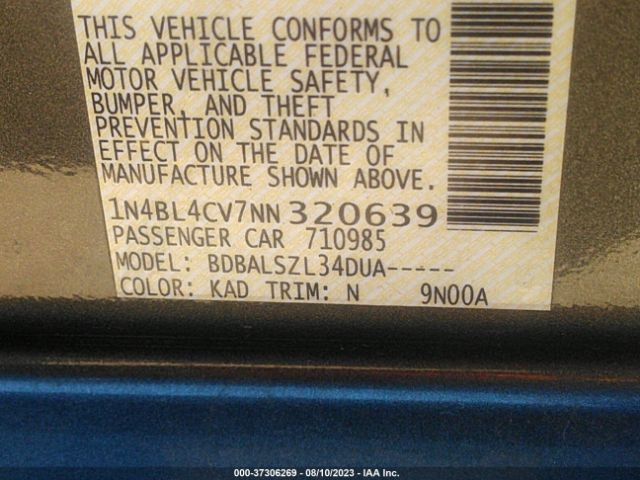 THIS VEHICLE CONFORMS TO
ALL APPLICABLE FEDERAL
MOTOR VEHICLE SAFETY,
BUMPER, AND THEFT
PREVENTION STANDARDS IN
EFFECT ON THE DATE OF
MANUFACTURE SHOWN ABOVE.
1N4BL4CV7NN 320639
PASSENGER CAR 710985
MODEL: BDBALSZL34DUA-----
COLOR: KAD TRIM: N 9N00A
000-37306269 - 08/10/2023 - IAA Inc.